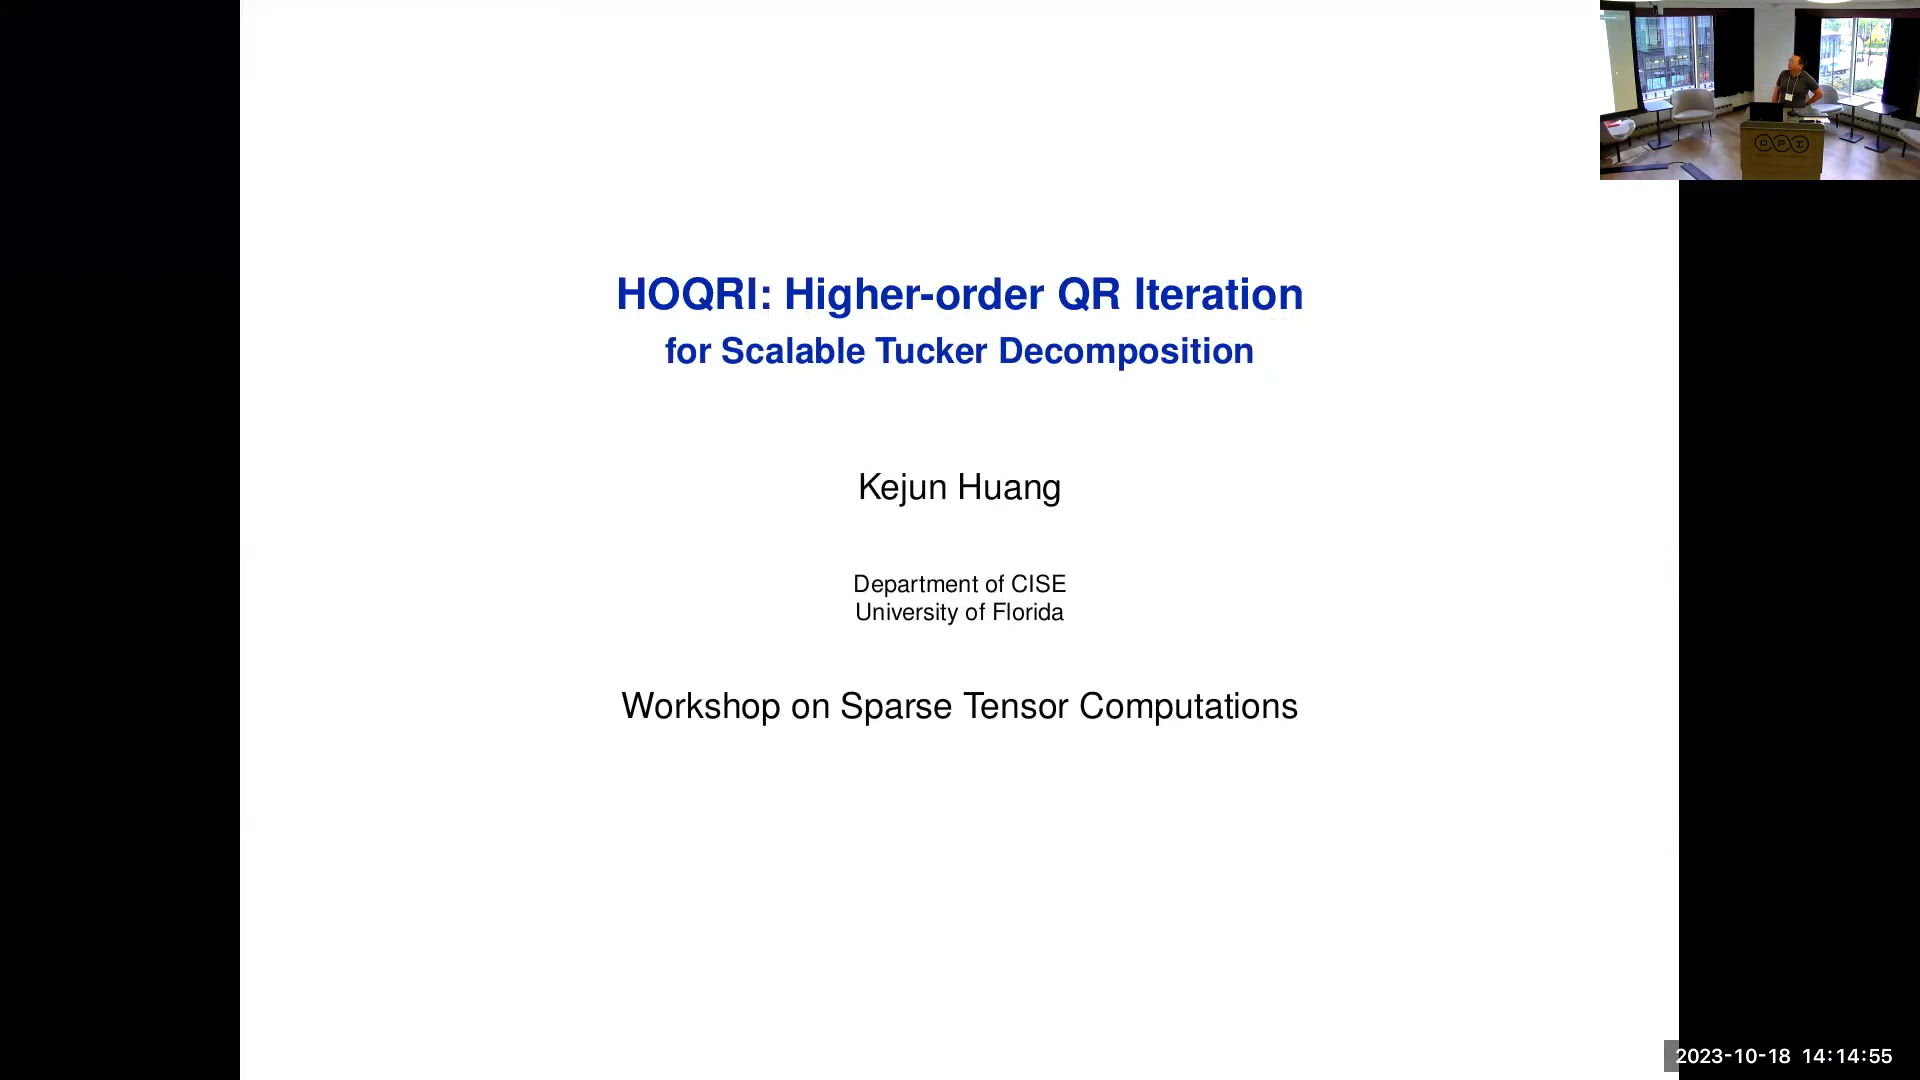 HOQRI: Higher-order QR Iteration
for Scalable Tucker Decomposition
Kejun Huang
Department of CISE
University of Florida
Workshop on Sparse Tensor Computations
DPI
2023-10-18 14:14:55